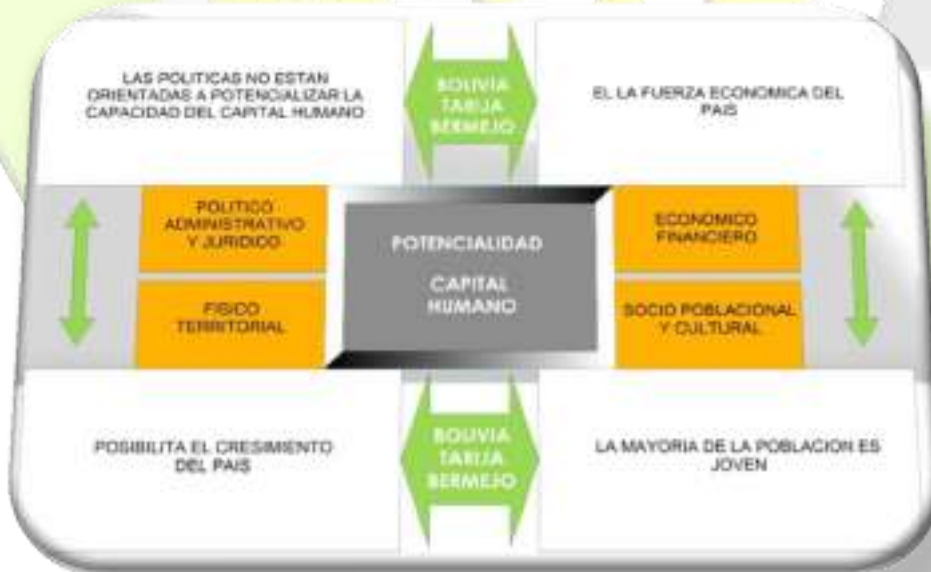 LAS POLITICAS NO ESTAN
ORIENTADAS A POTENCIALIZAR LA
CAPACIDAD DEL CAPITAL HUMANO
BOLIVIA
TARIJA
BERMEJO
EL LA FUERZA ECONOMICA DEL
PAIS
POLITICO
ADMINISTRATIVO
Y JURIDICO
POTENCIALIDAD
CAPITAL
HUMANO
ECONOMICO
FINANCIERO
FISICO
TERRITORIAL
SOCIO POBLACIONAL
Y CULTURAL
POSIBILITA EL CRESIMIENTO
DEL PAIS
BOLIVIA
TARIJA
BERMEJO
LA MAYORIA DE LA POBLACION ES
JOVEN